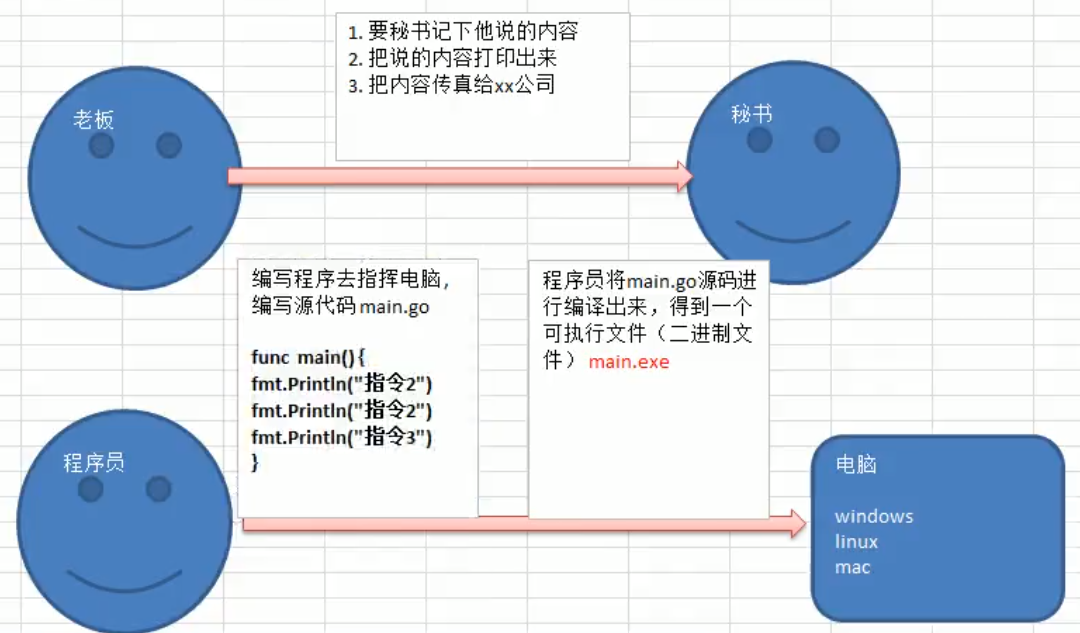 1. 要秘书记下他说的内容
2. 把说的内容打印出来
3. 把内容传真给xx公司
老板
秘书
编写程序去指挥电脑,
编写源代码main.go
func main(){
fmt.Println("指令2")
fmt.Println("指令2")
fmt.Println("指令3")
}
程序员将main.go源码进
行编译出来，得到一个
可执行文件（二进制文
件） main.exe
程序员
电脑
windows
linux
mac